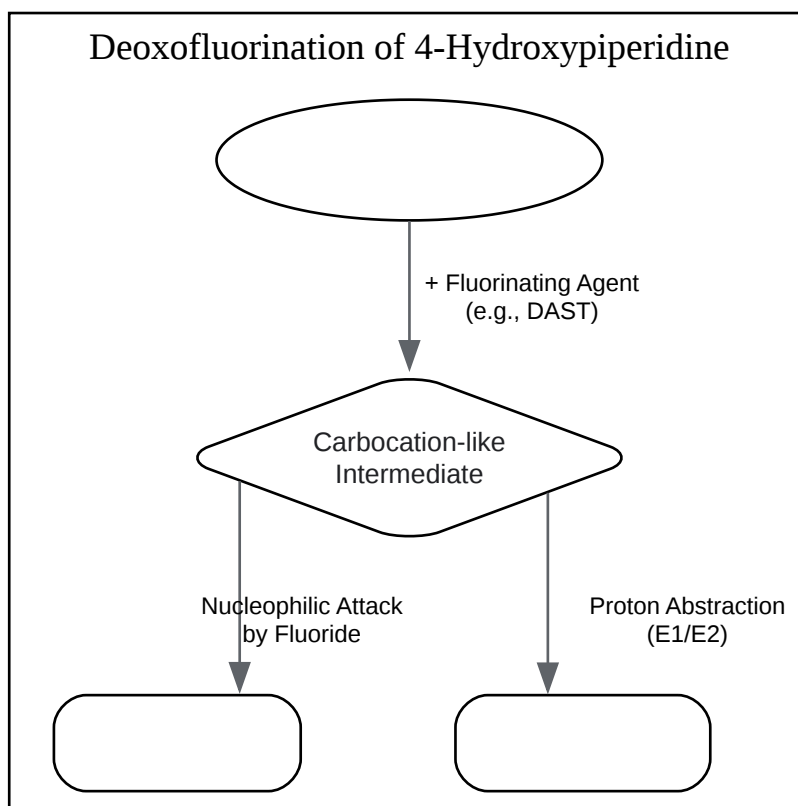 Deoxofluorination of 4-Hydroxypiperidine
+ Fluorinating Agent
(e.g., DAST)
Carbocation-like
Intermediate
Nucleophilic Attack
by Fluoride
Proton Abstraction
(E1/E2)